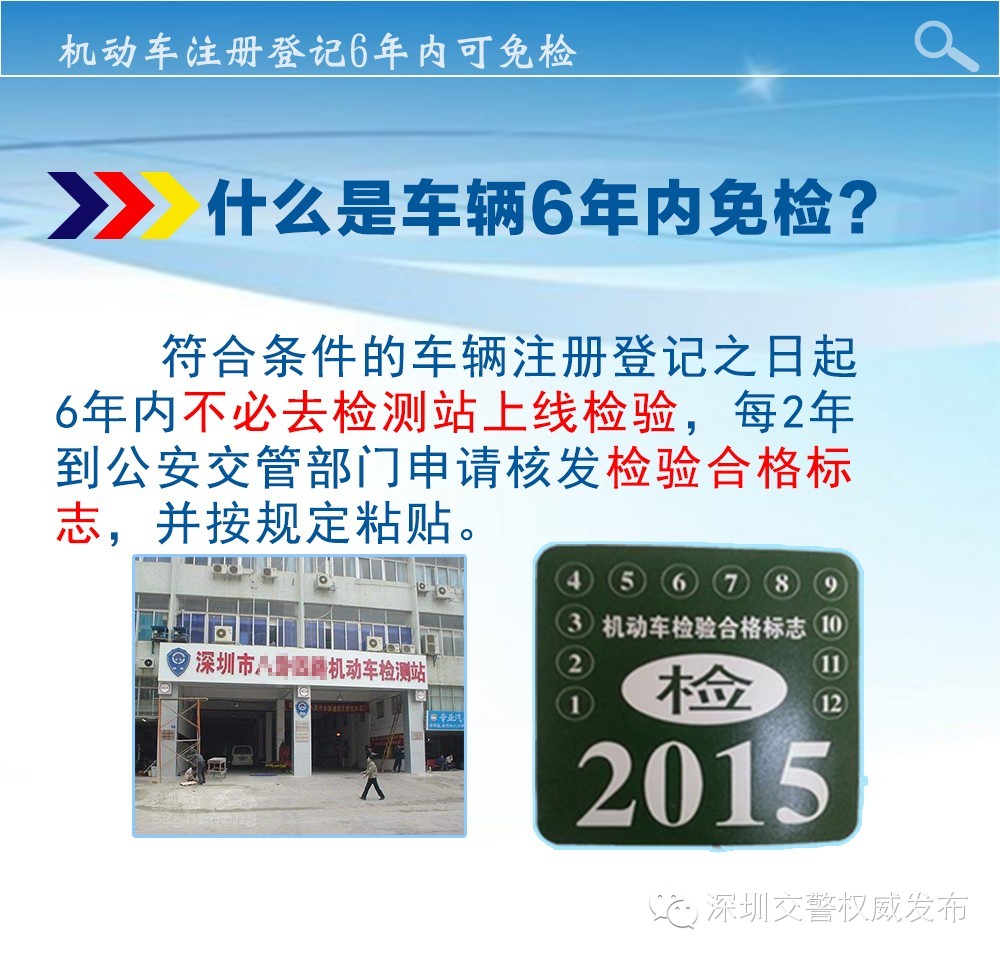 机动车注册登记6年内可免检
什么是车辆6年内免检?
符合条件的车辆注册登记之日起
6年内不必去检测站上线检验，每2年
到公安交管部门申请核发检验合格标
志，并按规定粘贴。
深圳市
机动车检测站
4 5 6 7 8 9
3 机动车检验合格标志 10
2 11
检
1 12
2015
深圳交警权威发布